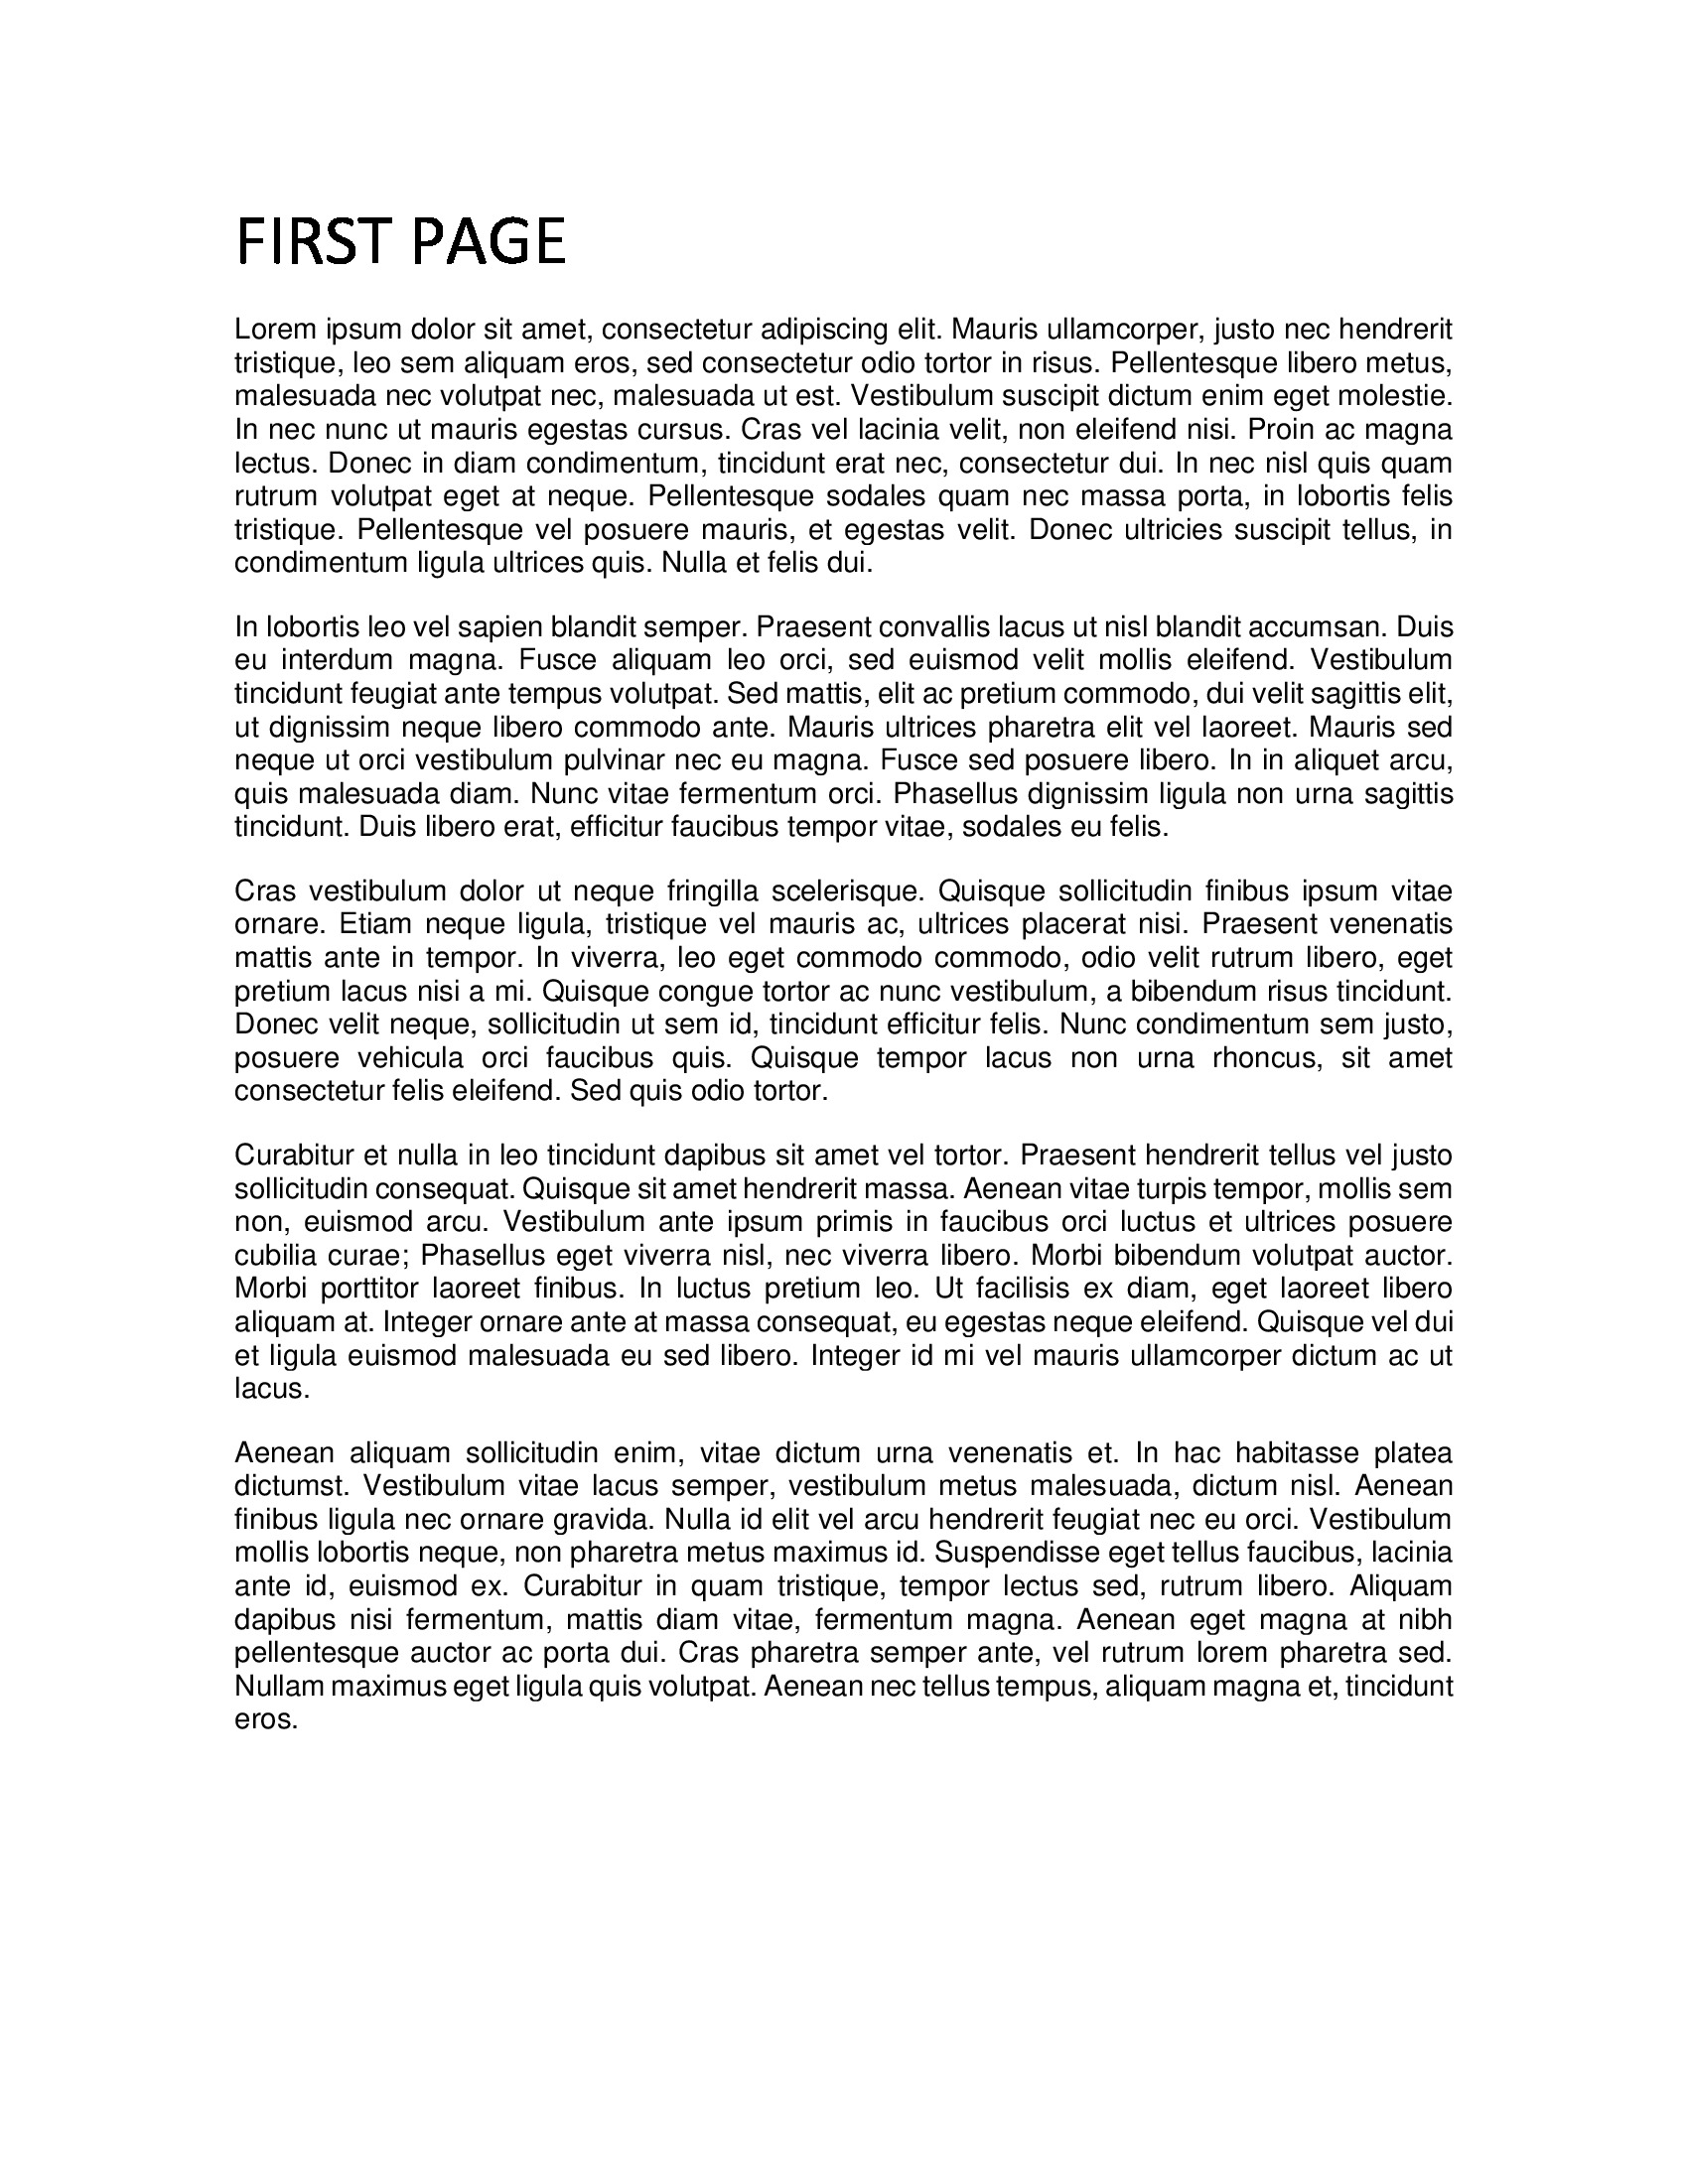 FIRST PAGE
Lorem ipsum dolor sit amet, consectetur adipiscing elit. Mauris ullamcorper, justo nec hendrerit
tristique, leo sem aliquam eros, sed consectetur odio tortor in risus. Pellentesque libero metus,
malesuada nec volutpat nec, malesuada ut est. Vestibulum suscipit dictum enim eget molestie.
In nec nunc ut mauris egestas cursus. Cras vel lacinia velit, non eleifend nisi. Proin ac magna
lectus. Donec in diam condimentum, tincidunt erat nec, consectetur dui. In nec nisl quis quam
rutrum volutpat eget at neque. Pellentesque sodales quam nec massa porta, in lobortis felis
tristique. Pellentesque vel posuere mauris, et egestas velit. Donec ultricies suscipit tellus, in
condimentum ligula ultrices quis. Nulla et felis dui.
In lobortis leo vel sapien blandit semper. Praesent convallis lacus ut nisl blandit accumsan. Duis
eu interdum magna. Fusce aliquam leo orci, sed euismod velit mollis eleifend. Vestibulum
tincidunt feugiat ante tempus volutpat. Sed mattis, elit ac pretium commodo, dui velit sagittis elit,
ut dignissim neque libero commodo ante. Mauris ultrices pharetra elit vel laoreet. Mauris sed
neque ut orci vestibulum pulvinar nec eu magna. Fusce sed posuere libero. In in aliquet arcu,
quis malesuada diam. Nunc vitae fermentum orci. Phasellus dignissim ligula non urna sagittis
tincidunt. Duis libero erat, efficitur faucibus tempor vitae, sodales eu felis.
Cras vestibulum dolor ut neque fringilla scelerisque. Quisque sollicitudin finibus ipsum vitae
ornare. Etiam neque ligula, tristique vel mauris ac, ultrices placerat nisi. Praesent venenatis
mattis ante in tempor. In viverra, leo eget commodo commodo, odio velit rutrum libero, eget
pretium lacus nisi a mi. Quisque congue tortor ac nunc vestibulum, a bibendum risus tincidunt.
Donec velit neque, sollicitudin ut sem id, tincidunt efficitur felis. Nunc condimentum sem justo,
posuere vehicula orci faucibus quis. Quisque tempor lacus non urna rhoncus, sit amet
consectetur felis eleifend. Sed quis odio tortor.
Curabitur et nulla in leo tincidunt dapibus sit amet vel tortor. Praesent hendrerit tellus vel justo
sollicitudin consequat. Quisque sit amet hendrerit massa. Aenean vitae turpis tempor, mollis sem
non, euismod arcu. Vestibulum ante ipsum primis in faucibus orci luctus et ultrices posuere
cubilia curae; Phasellus eget viverra nisl, nec viverra libero. Morbi bibendum volutpat auctor.
Morbi porttitor laoreet finibus. In luctus pretium leo. Ut facilisis ex diam, eget laoreet libero
aliquam at. Integer ornare ante at massa consequat, eu egestas neque eleifend. Quisque vel dui
et ligula euismod malesuada eu sed libero. Integer id mi vel mauris ullamcorper dictum ac ut
lacus.
Aenean aliquam sollicitudin enim, vitae dictum urna venenatis et. In hac habitasse platea
dictumst. Vestibulum vitae lacus semper, vestibulum metus malesuada, dictum nisl. Aenean
finibus ligula nec ornare gravida. Nulla id elit vel arcu hendrerit feugiat nec eu orci. Vestibulum
mollis lobortis neque, non pharetra metus maximus id. Suspendisse eget tellus faucibus, lacinia
ante id, euismod ex. Curabitur in quam tristique, tempor lectus sed, rutrum libero. Aliquam
dapibus nisi fermentum, mattis diam vitae, fermentum magna. Aenean eget magna at nibh
pellentesque auctor ac porta dui. Cras pharetra semper ante, vel rutrum lorem pharetra sed.
Nullam maximus eget ligula quis volutpat. Aenean nec tellus tempus, aliquam magna et, tincidunt
eros.